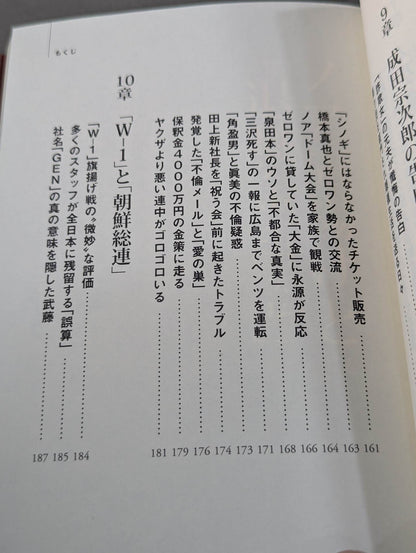 9章 成田宗次郎の
の告白
もくじ
「シノギ」にはならなかったチケット販売 161
橋本真也とゼロワン勢との交流 163
ノア「ドーム大会」を家族で観戦 164
ゼロワンに貸していた「大金」に永源が反応 166
「泉田本」のウソと「不都合な真実」 168
「三沢死す」の一報に広島までベンツを運転 171
「角盈男」と眞美の不倫疑惑 173
田上新社長を「祝う会」前に起きたトラブル 174
発覚した「不倫メール」と「愛の巣」 176
保釈金4000万円の金策に走る 179
ヤクザより悪い連中がゴロゴロいる 181
10章 「W-1」と「朝鮮総連」
「W-1」旗揚げ戦の〝微妙〟な評価 184
多くのスタッフが全日本に残留する「誤算」 185
社名「GEN」の真の意味を隠した武藤 187